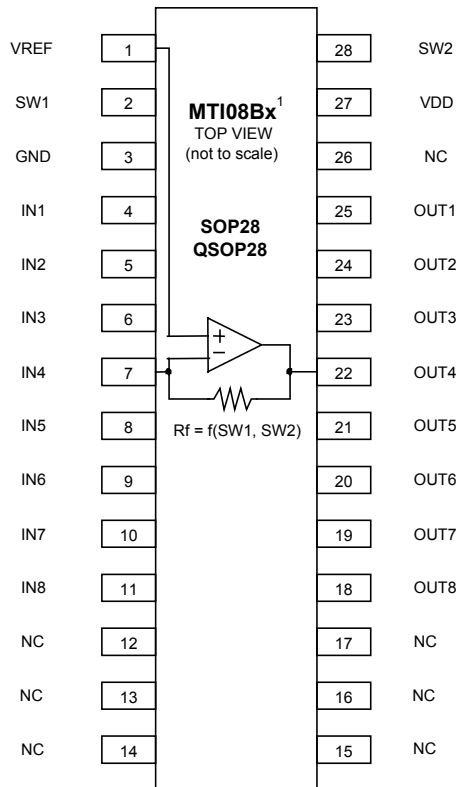 VREF 1 28 SW2
SW1 2 27 VDD
MTI08Bx1
TOP VIEW
(not to scale)
GND 3 26 NC
IN1 4 25 OUT1
SOP28
QSOP28
IN2 5 24 OUT2
IN3 6 23 OUT3
+
−
IN4 7 22 OUT4
IN5 8 Rf = f(SW1, SW2) 21 OUT5
IN6 9 20 OUT6
IN7 10 19 OUT7
IN8 11 18 OUT8
NC 12 17 NC
NC 13 16 NC
NC 14 15 NC